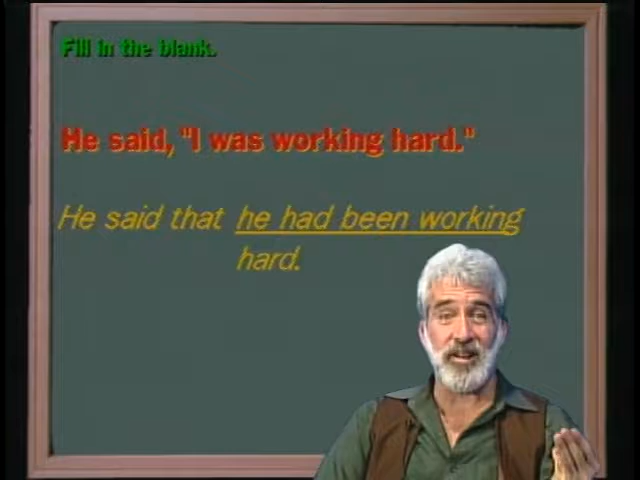 Fill in the blank.
He said, "I was working hard."
He said that he had been working
hard.